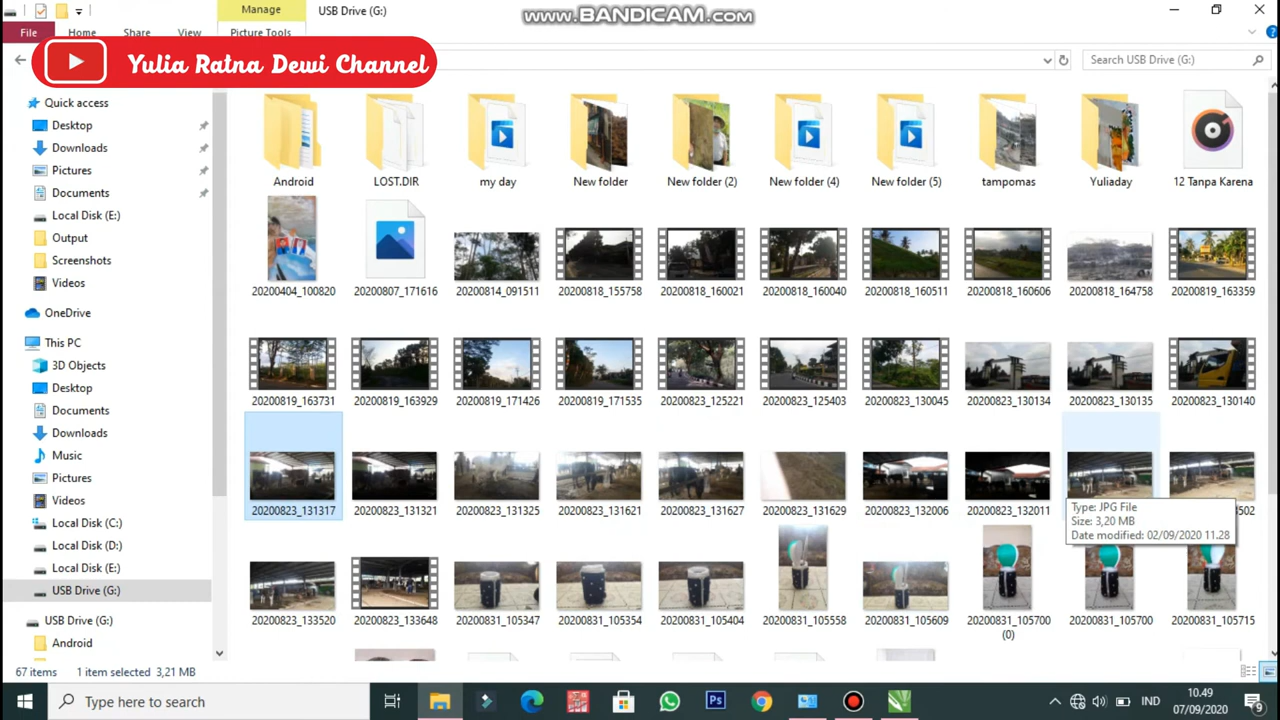 Manage
USB Drive (G:)
www.BANDICAM.com
File
Home
Share
View
Picture Tools
Yulia Ratna Dewi Channel
Search USB Drive (G:)
Quick access
Desktop
Downloads
Pictures
Documents
Local Disk (E:)
Output
Screenshots
Videos
OneDrive
This PC
3D Objects
Desktop
Documents
Downloads
Music
Pictures
Videos
Local Disk (C:)
Local Disk (D:)
Local Disk (E:)
USB Drive (G:)
USB Drive (G:)
Android
Android
LOST.DIR
my day
New folder
New folder (2)
New folder (4)
New folder (5)
tampomas
Yuliaday
12 Tanpa Karena
20200404_100820
20200807_171616
20200814_091511
20200818_155758
20200818_160021
20200818_160040
20200818_160511
20200818_160606
20200818_164758
20200819_163359
20200819_163731
20200819_163929
20200819_171426
20200819_171535
20200823_125221
20200823_125403
20200823_130045
20200823_130134
20200823_130135
20200823_130140
20200823_131317
20200823_131321
20200823_131325
20200823_131621
20200823_131627
20200823_131629
20200823_132006
20200823_132011
3502
Type: JPG File
Size: 3,20 MB
Date modified: 02/09/2020 11.28
20200823_133520
20200823_133648
20200831_105347
20200831_105354
20200831_105404
20200831_105558
20200831_105609
20200831_105700
(0)
20200831_105700
20200831_105715
67 items
1 item selected 3,21 MB
Type here to search
Ps
IND
10.49
07/09/2020
9